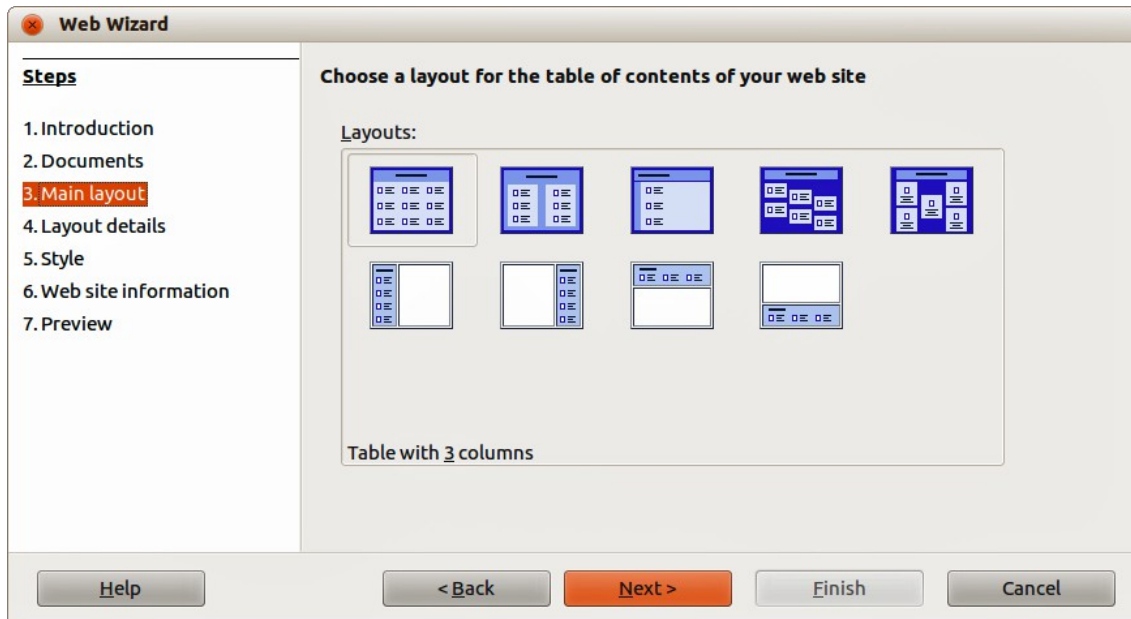 Web Wizard
Steps
1. Introduction
2. Documents
3. Main layout
4. Layout details
5. Style
6. Web site information
7. Preview
Choose a layout for the table of contents of your web site
Layouts:
Table with 3 columns
Help
< Back
Next >
Finish
Cancel